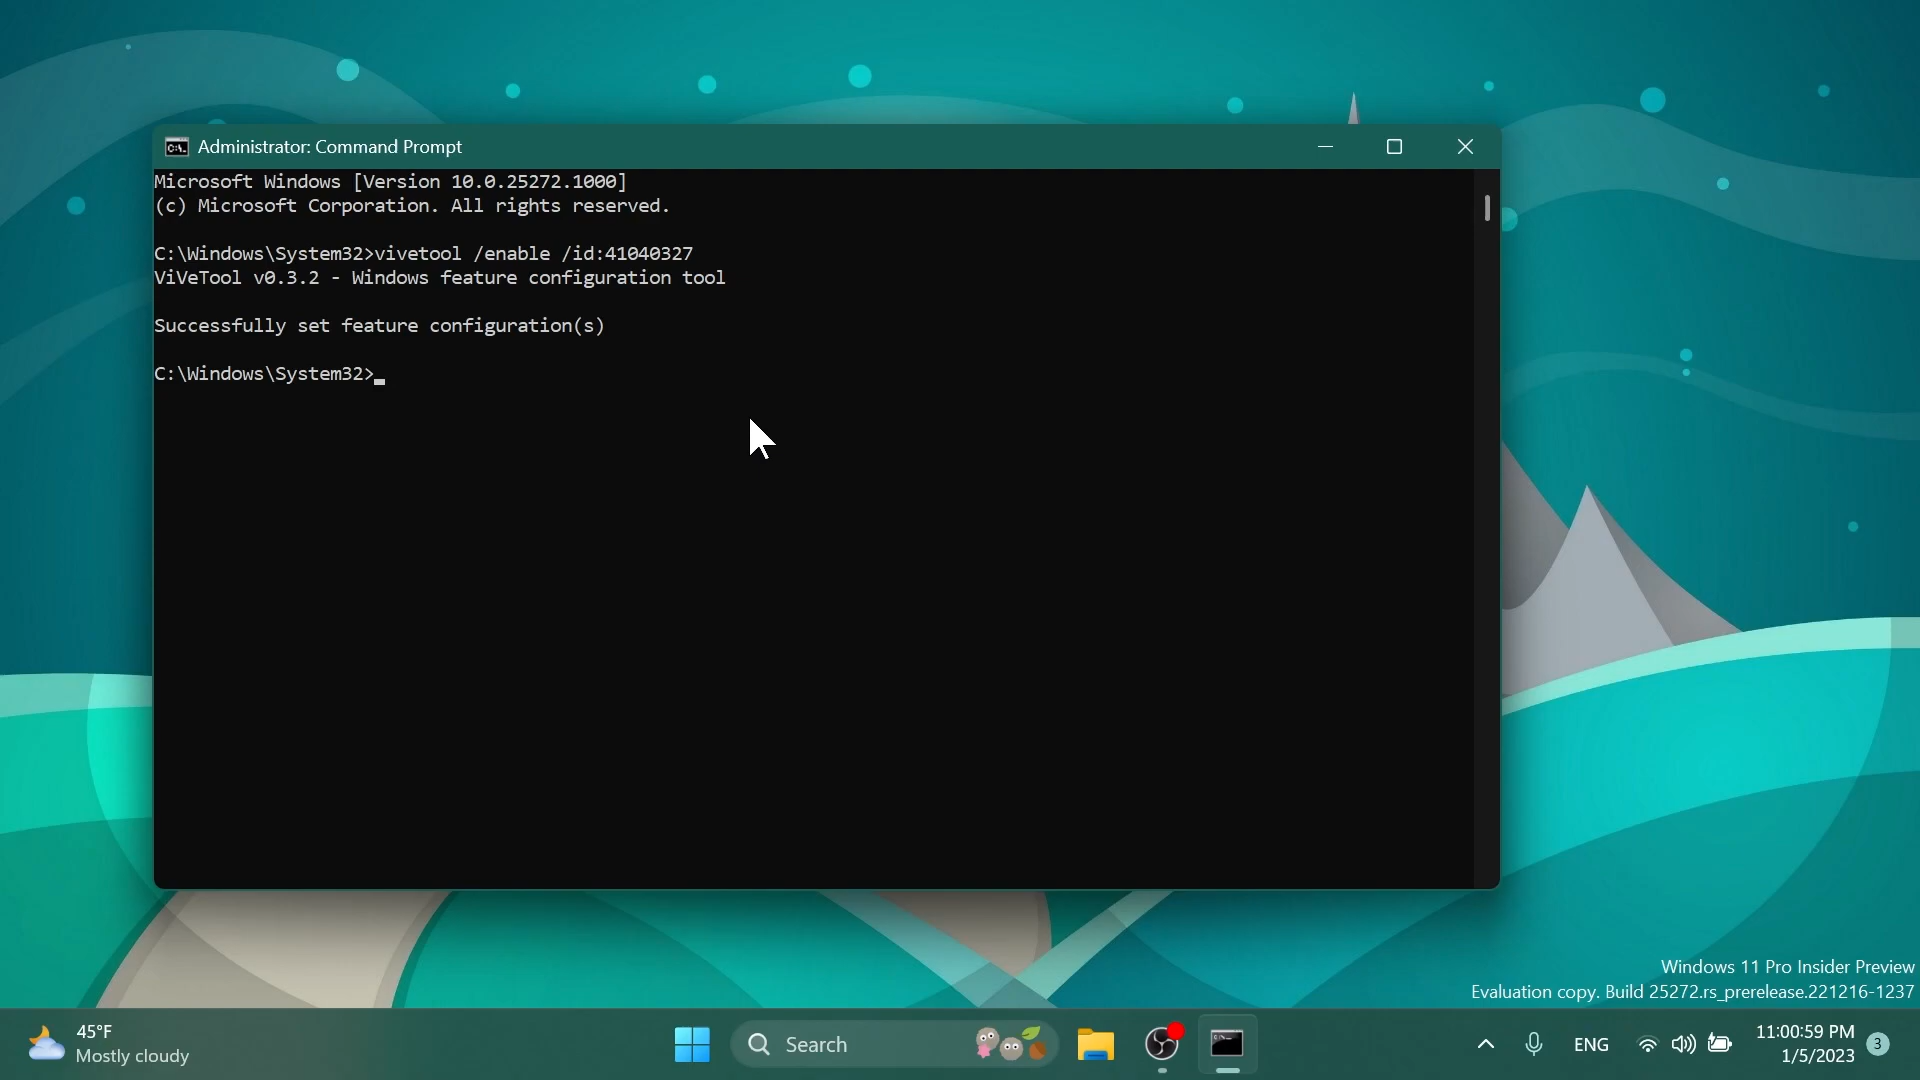 Administrator: Command Prompt
Microsoft Windows [Version 10.0.25272.1000]
(c) Microsoft Corporation. All rights reserved.
C:\Windows\System32>vivetool /enable /id:41040327
ViVeTool v0.3.2 - Windows feature configuration tool
Successfully set feature configuration(s)
C:\Windows\System32>
Windows 11 Pro Insider Preview
Evaluation copy. Build 25272.rs_prerelease.221216-1237
45°F
Mostly cloudy
Search
ENG
11:00:59 PM
1/5/2023
3